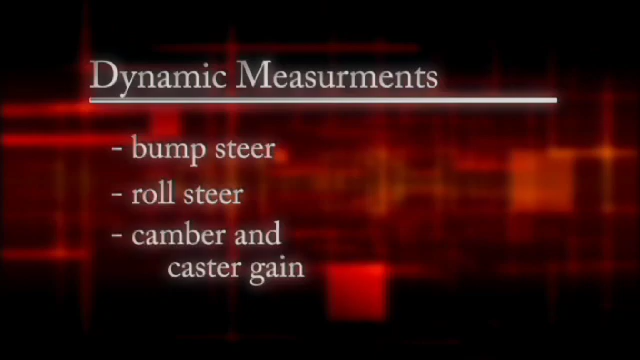 Dynamic Measurments
- bump steer
- roll steer
- camber and
caster gain